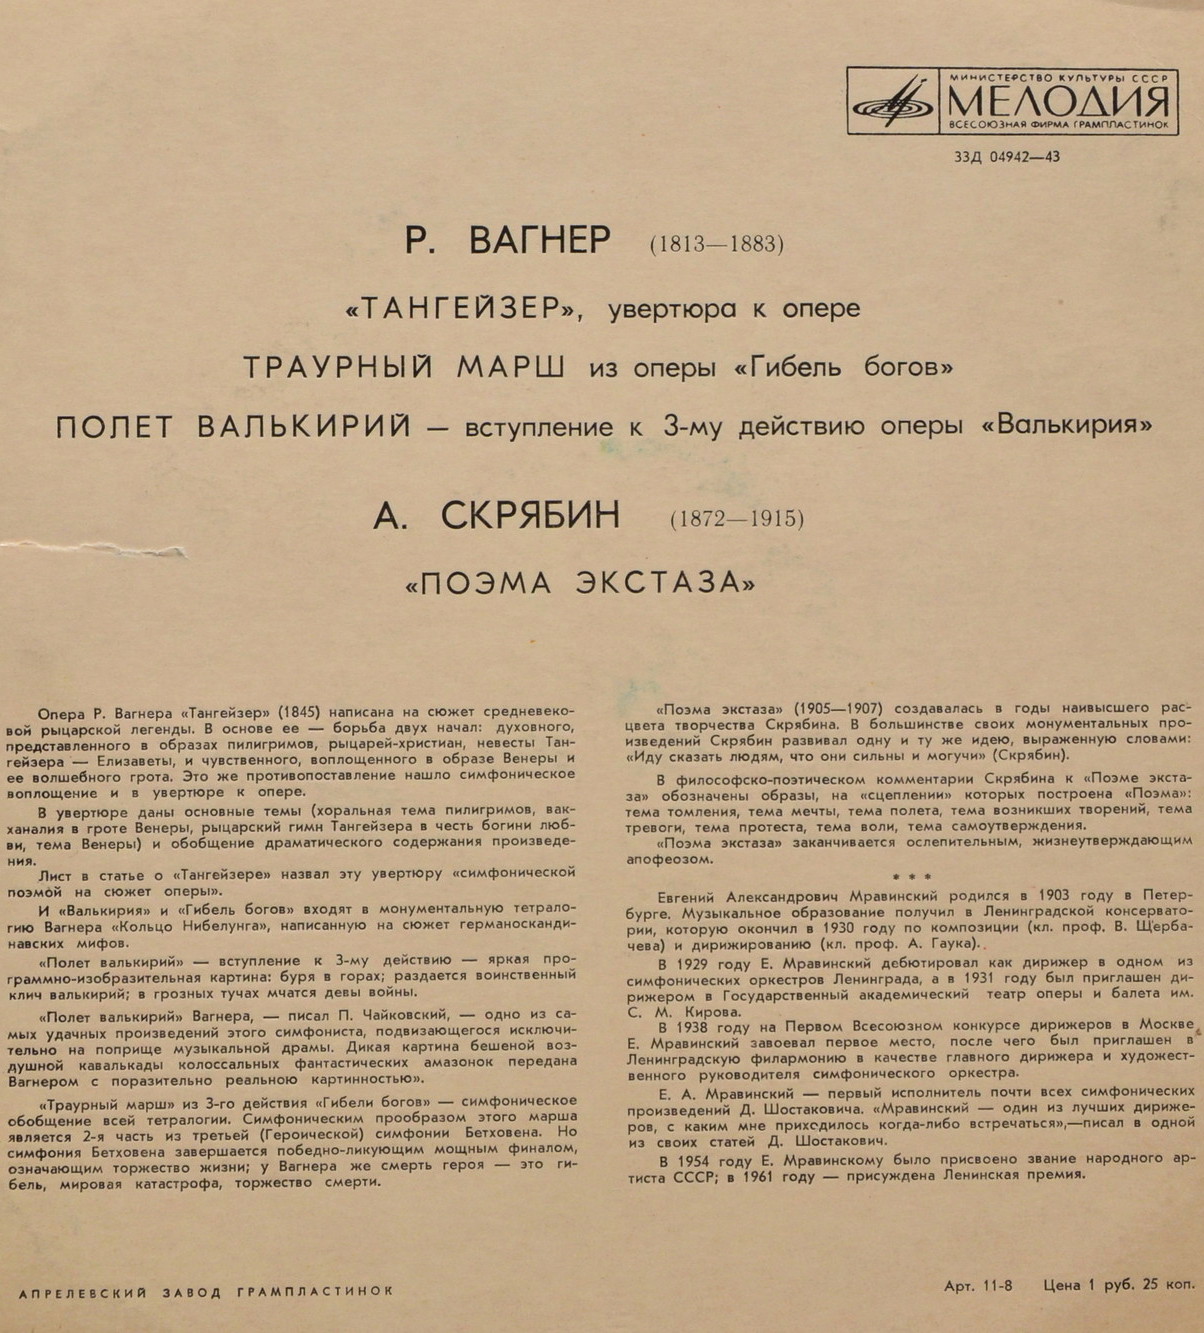 МИНИСТЕРСТВО КУЛЬТУРЫ СССР
МЕЛОДИЯ
ВСЕСОЮЗНАЯ ФИРМА ГРАМПЛАСТИНОК
33Д 04942—43
Р. ВАГНЕР (1813—1883)
«ТАНГЕЙЗЕР», увертюра к опере
ТРАУРНЫЙ МАРШ из оперы «Гибель богов»
ПОЛЕТ ВАЛЬКИРИЙ — вступление к 3-му действию оперы «Валькирия»
А. СКРЯБИН (1872—1915)
«ПОЭМА ЭКСТАЗА»
Опера Р. Вагнера «Тангейзер» (1845) написана на сюжет средневеко-
вой рыцарской легенды. В основе ее — борьба двух начал: духовного,
представленного в образах пилигримов, рыцарей-христиан, невесты Тан-
гейзера — Елизаветы, и чувственного, воплощенного в образе Венеры и
ее волшебного грота. Это же противопоставление нашло симфоническое
воплощение и в увертюре к опере.
В увертюре даны основные темы (хоральная тема пилигримов, вак-
ханалия в гроте Венеры, рыцарский гимн Тангейзера в честь богини люб-
ви, тема Венеры) и обобщение драматического содержания произведе-
ния.
Лист в статье о «Тангейзере» назвал эту увертюру «симфонической
поэмой на сюжет оперы».
И «Валькирия» и «Гибель богов» входят в монументальную тетрало-
гию Вагнера «Кольцо Нибелунга», написанную на сюжет германосканди-
навских мифов.
«Полет валькирий» — вступление к 3-му действию — яркая про-
граммно-изобразительная картина: буря в горах; раздается воинственный
клич валькирий; в грозных тучах мчатся девы войны.
«Полет валькирий» Вагнера, — писал П. Чайковский, — одно из са-
мых удачных произведений этого симфониста, подвизающегося исключи-
тельно на поприще музыкальной драмы. Дикая картина бешеной воз-
душной кавалькады колоссальных фантастических амазонок передана
Вагнером с поразительно реальною картинностью».
«Траурный марш» из 3-го действия «Гибели богов» — симфоническое
обобщение всей тетралогии. Симфоническим прообразом этого марша
является 2-я часть из третьей (Героической) симфонии Бетховена. Но
симфония Бетховена завершается победно-ликующим мощным финалом,
означающим торжество жизни; у Вагнера же смерть героя — это ги-
бель, мировая катастрофа, торжество смерти.
«Поэма экстаза» (1905—1907) создавалась в годы наивысшего рас-
цвета творчества Скрябина. В большинстве своих монументальных про-
изведений Скрябин развивал одну и ту же идею, выраженную словами:
«Иду сказать людям, что они сильны и могучи» (Скрябин).
В философско-поэтическом комментарии Скрябина к «Поэме экста-
за» обозначены образы, на «сцеплении» которых построена «Поэма»:
тема томления, тема мечты, тема полета, тема возникших творений, тема
тревоги, тема протеста, тема воли, тема самоутверждения.
«Поэма экстаза» заканчивается ослепительным, жизнеутверждающим
апофеозом.
* * *
Евгений Александрович Мравинский родился в 1903 году в Петер-
бурге. Музыкальное образование получил в Ленинградской консервато-
рии, которую окончил в 1930 году по композиции (кл. проф. В. Щерба-
чева) и дирижированию (кл. проф. А. Гаука).
В 1929 году Е. Мравинский дебютировал как дирижер в одном из
симфонических оркестров Ленинграда, а в 1931 году был приглашен ди-
рижером в Государственный академический театр оперы и балета им.
С. М. Кирова.
В 1938 году на Первом Всесоюзном конкурсе дирижеров в Москве
Е. Мравинский завоевал первое место, после чего был приглашен в
Ленинградскую филармонию в качестве главного дирижера и художест-
венного руководителя симфонического оркестра.
Е. А. Мравинский — первый исполнитель почти всех симфонических
произведений Д. Шостаковича. «Мравинский — один из лучших дириже-
ров, с каким мне приходилось когда-либо встречаться»,—писал в одной
из своих статей Д. Шостакович.
В 1954 году Е. Мравинскому было присвоено звание народного ар-
тиста СССР; в 1961 году — присуждена Ленинская премия.
АПРЕЛЕВСКИЙ ЗАВОД ГРАМПЛАСТИНОК
Арт. 11-8 Цена 1 руб. 25 коп.